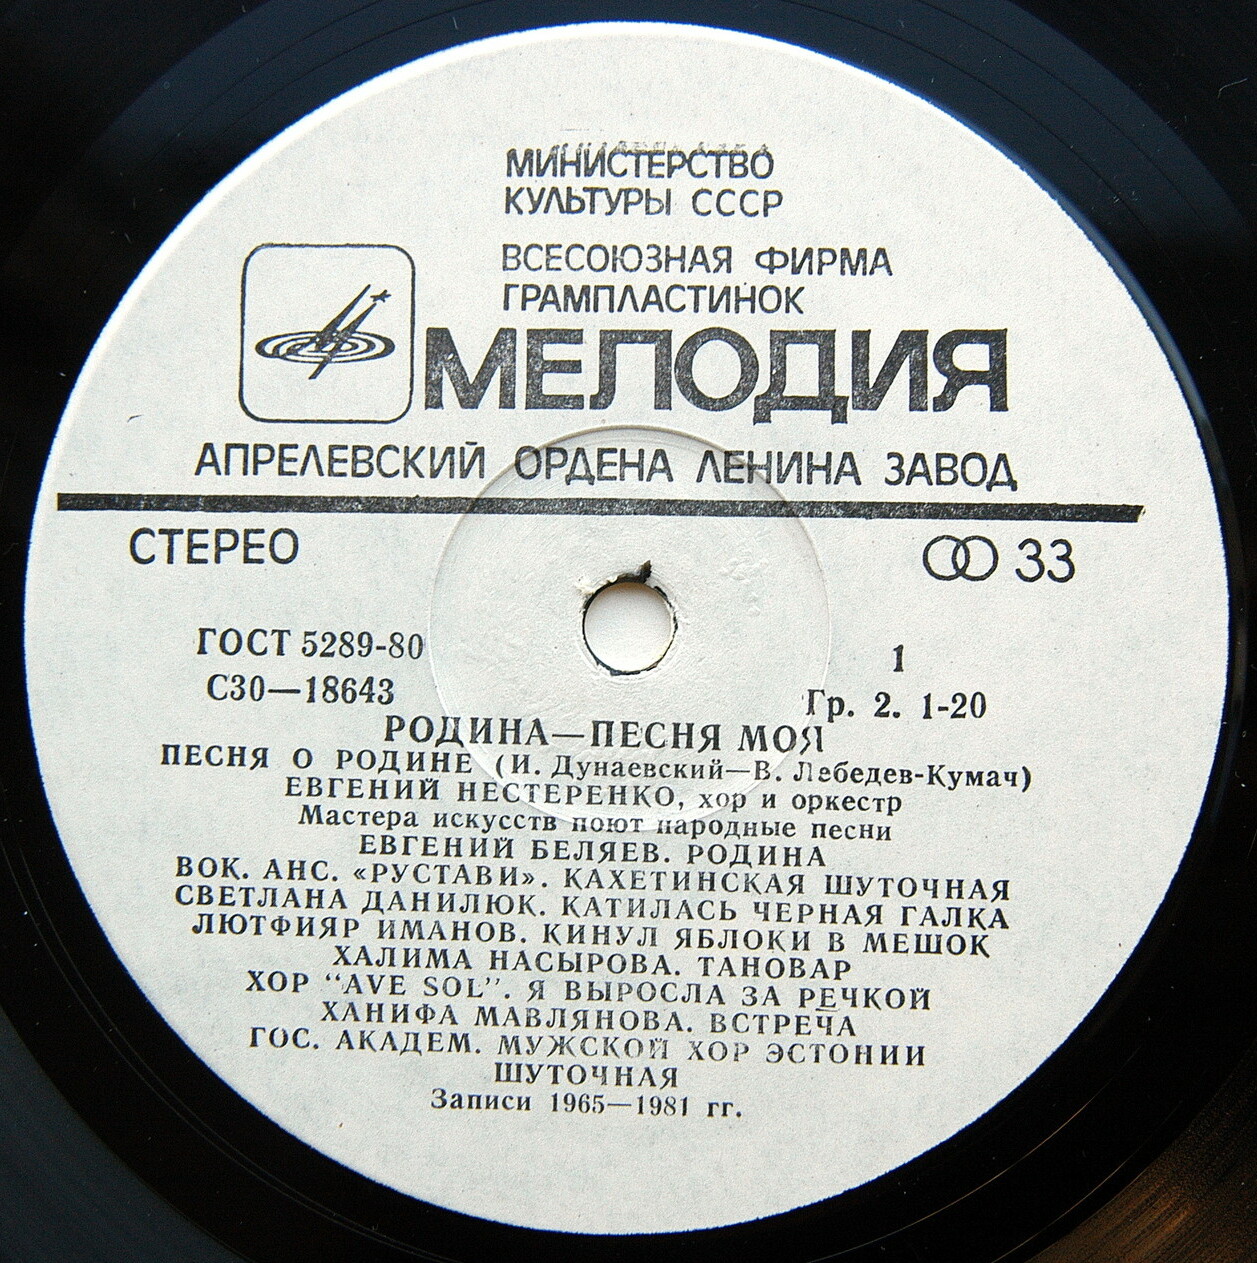 МИНИСТЕРСТВО
КУЛЬТУРЫ СССР
ВСЕСОЮЗНАЯ ФИРМА
ГРАМПЛАСТИНОК
МЕЛОДИЯ
АПРЕЛЕВСКИЙ ОРДЕНА ЛЕНИНА ЗАВОД
СТЕРЕО
33
ГОСТ 5289-80
1
С30—18643
Гр. 2. 1-20
РОДИНА—ПЕСНЯ МОЯ
ПЕСНЯ О РОДИНЕ (И. Дунаевский—В. Лебедев-Кумач)
ЕВГЕНИЙ НЕСТЕРЕНКО, хор и оркестр
Мастера искусств поют народные песни
ЕВГЕНИЙ БЕЛЯЕВ. РОДИНА
ВОК. АНС. «РУСТАВИ». КАХЕТИНСКАЯ ШУТОЧНАЯ
СВЕТЛАНА ДАНИЛЮК. КАТИЛАСЬ ЧЕРНАЯ ГАЛКА
ЛЮТФИЯР ИМАНОВ. КИНУЛ ЯБЛОКИ В МЕШОК
ХАЛИМА НАСЫРОВА. ТАНОВАР
ХОР "AVE SOL". Я ВЫРОСЛА ЗА РЕЧКОЙ
ХАНИФА МАВЛЯНОВА. ВСТРЕЧА
ГОС. АКАДЕМ. МУЖСКОЙ ХОР ЭСТОНИИ
ШУТОЧНАЯ
Записи 1965—1981 гг.